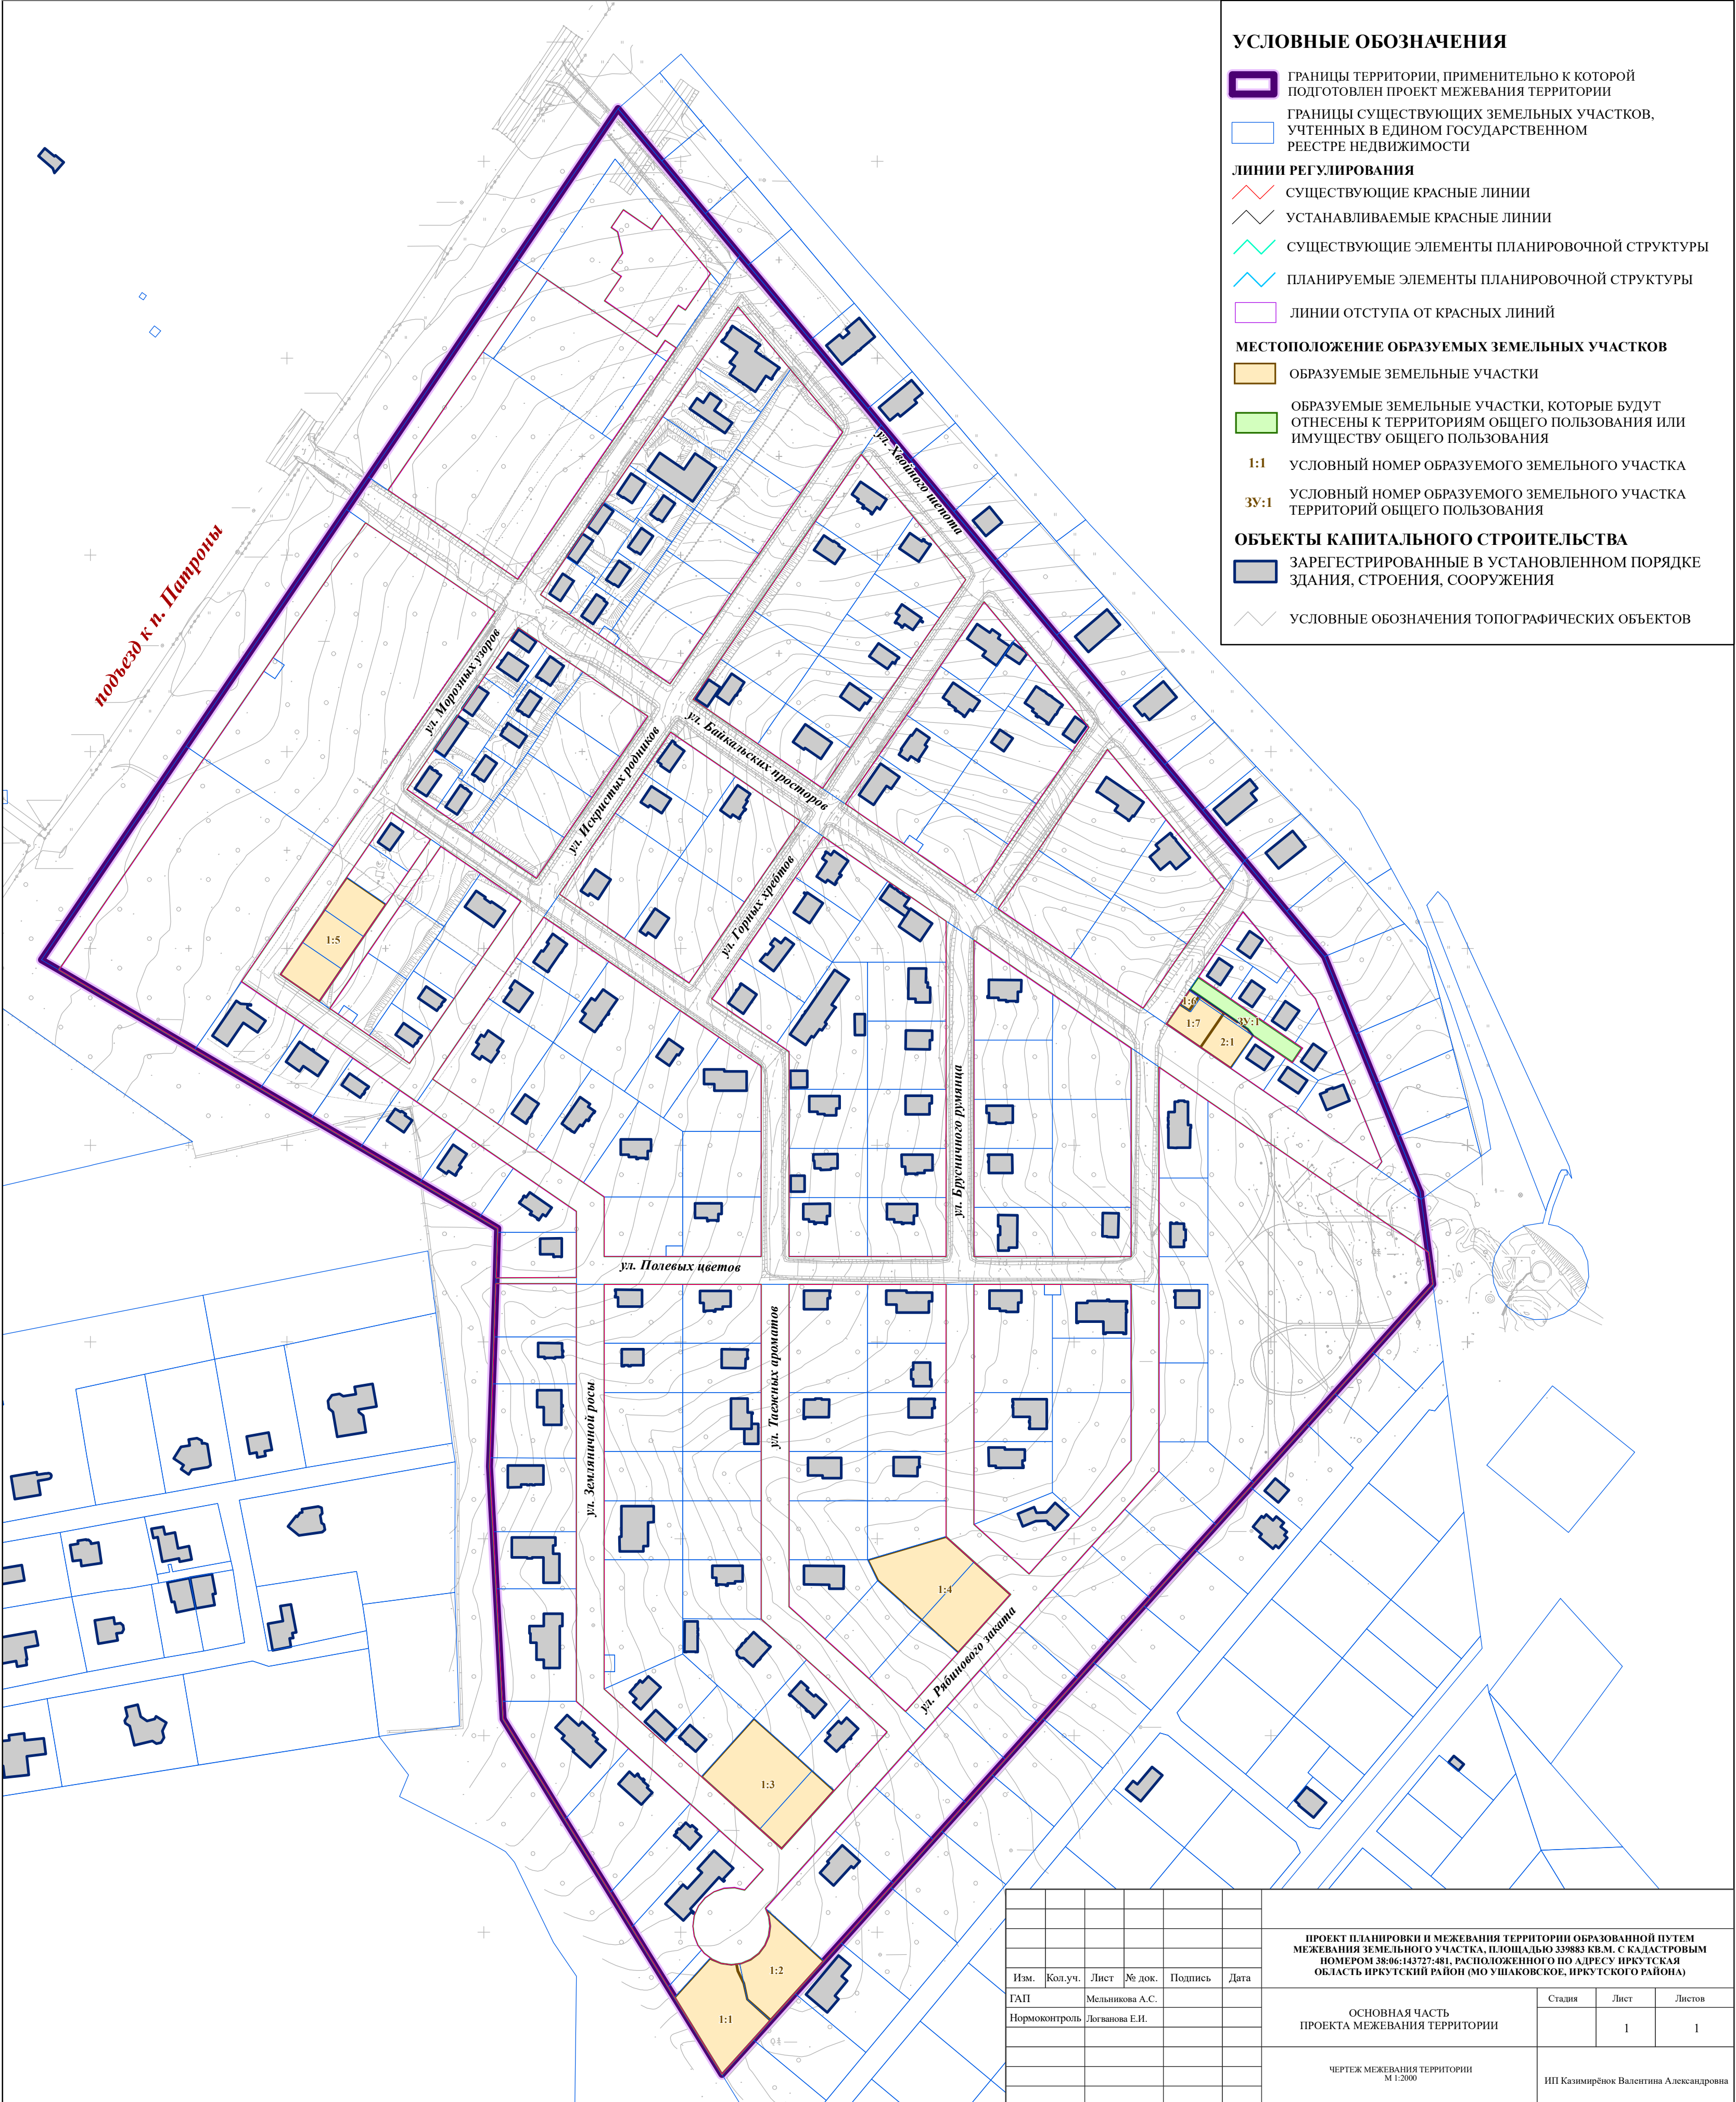 УСЛОВНЫЕ ОБОЗНАЧЕНИЯ
ГРАНИЦЫ ТЕРРИТОРИИ, ПРИМЕНИТЕЛЬНО К КОТОРОЙ
ПОДГОТОВЛЕН ПРОЕКТ МЕЖЕВАНИЯ ТЕРРИТОРИИ
ГРАНИЦЫ СУЩЕСТВУЮЩИХ ЗЕМЕЛЬНЫХ УЧАСТКОВ,
УЧТЕННЫХ В ЕДИНОМ ГОСУДАРСТВЕННОМ
РЕЕСТРЕ НЕДВИЖИМОСТИ
ЛИНИИ РЕГУЛИРОВАНИЯ
СУЩЕСТВУЮЩИЕ КРАСНЫЕ ЛИНИИ
УСТАНАВЛИВАЕМЫЕ КРАСНЫЕ ЛИНИИ
СУЩЕСТВУЮЩИЕ ЭЛЕМЕНТЫ ПЛАНИРОВОЧНОЙ СТРУКТУРЫ
ПЛАНИРУЕМЫЕ ЭЛЕМЕНТЫ ПЛАНИРОВОЧНОЙ СТРУКТУРЫ
ЛИНИИ ОТСТУПА ОТ КРАСНЫХ ЛИНИЙ
МЕСТОПОЛОЖЕНИЕ ОБРАЗУЕМЫХ ЗЕМЕЛЬНЫХ УЧАСТКОВ
ОБРАЗУЕМЫЕ ЗЕМЕЛЬНЫЕ УЧАСТКИ
ОБРАЗУЕМЫЕ ЗЕМЕЛЬНЫЕ УЧАСТКИ, КОТОРЫЕ БУДУТ
ОТНЕСЕНЫ К ТЕРРИТОРИЯМ ОБЩЕГО ПОЛЬЗОВАНИЯ ИЛИ
ИМУЩЕСТВУ ОБЩЕГО ПОЛЬЗОВАНИЯ
1:1 УСЛОВНЫЙ НОМЕР ОБРАЗУЕМОГО ЗЕМЕЛЬНОГО УЧАСТКА
ЗУ:1 УСЛОВНЫЙ НОМЕР ОБРАЗУЕМОГО ЗЕМЕЛЬНОГО УЧАСТКА
ТЕРРИТОРИЙ ОБЩЕГО ПОЛЬЗОВАНИЯ
ОБЪЕКТЫ КАПИТАЛЬНОГО СТРОИТЕЛЬСТВА
ЗАРЕГЕСТРИРОВАННЫЕ В УСТАНОВЛЕННОМ ПОРЯДКЕ
ЗДАНИЯ, СТРОЕНИЯ, СООРУЖЕНИЯ
УСЛОВНЫЕ ОБОЗНАЧЕНИЯ ТОПОГРАФИЧЕСКИХ ОБЪЕКТОВ
подъезд к п. Патроны
ул. Хвойного шепота
ул. Морозных узоров
ул. Искристых родников
ул. Байкальских просторов
ул. Горных хребтов
ул. Брусничного румянца
ул. Полевых цветов
ул. Таежных ароматов
ул. Земляничной росы
ул. Рябинового заката
1:5
1:6
1:7
2:1
ЗУ:1
1:4
1:3
1:2
1:1
ПРОЕКТ ПЛАНИРОВКИ И МЕЖЕВАНИЯ ТЕРРИТОРИИ ОБРАЗОВАННОЙ ПУТЕМ
МЕЖЕВАНИЯ ЗЕМЕЛЬНОГО УЧАСТКА, ПЛОЩАДЬЮ 339883 КВ.М. С КАДАСТРОВЫМ
НОМЕРОМ 38:06:143727:481, РАСПОЛОЖЕННОГО ПО АДРЕСУ ИРКУТСКАЯ
ОБЛАСТЬ ИРКУТСКИЙ РАЙОН (МО УШАКОВСКОЕ, ИРКУТСКОГО РАЙОНА)
Изм. Кол.уч. Лист № док. Подпись Дата
ГАП Мельникова А.С.
Нормоконтроль Логванова Е.И.
ОСНОВНАЯ ЧАСТЬ
ПРОЕКТА МЕЖЕВАНИЯ ТЕРРИТОРИИ
Стадия Лист Листов
1 1
ЧЕРТЕЖ МЕЖЕВАНИЯ ТЕРРИТОРИИ
М 1:2000
ИП Казимирёнок Валентина Александровна